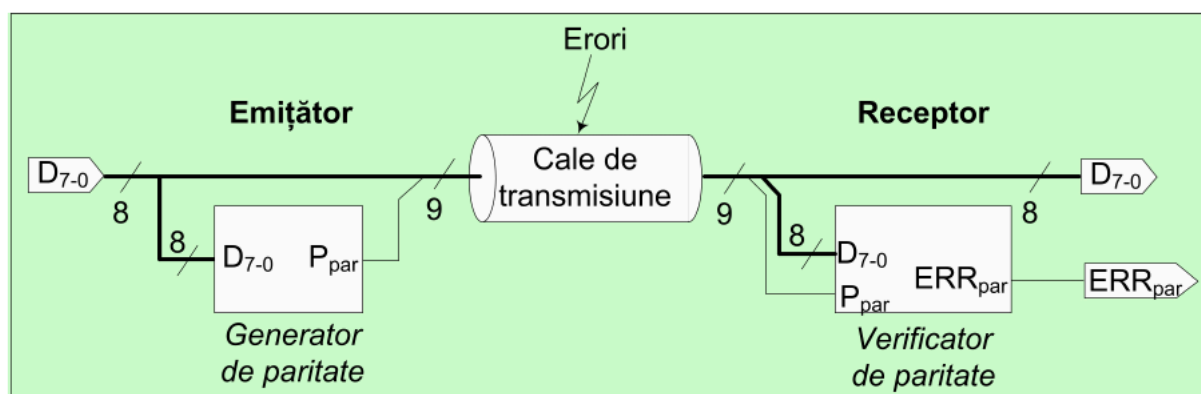 Erori
Emițător
Receptor
Cale de
transmisiune
D7-0
8
9
9
8
D7-0
8
D7-0
Ppar
8
D7-0
Ppar
ERRpar
ERRpar
Generator
de paritate
Verificator
de paritate